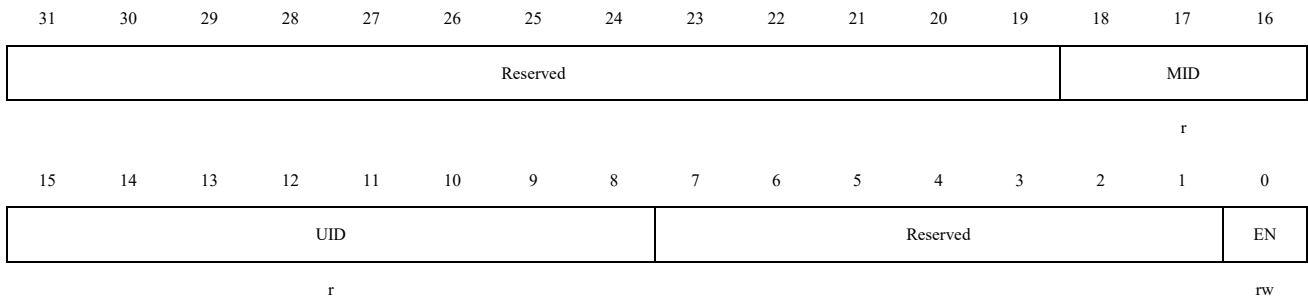 31 30 29 28 27 26 25 24 23 22 21 20 19 18 17 16
Reserved MID
r
15 14 13 12 11 10 9 8 7 6 5 4 3 2 1 0
UID Reserved EN
r rw